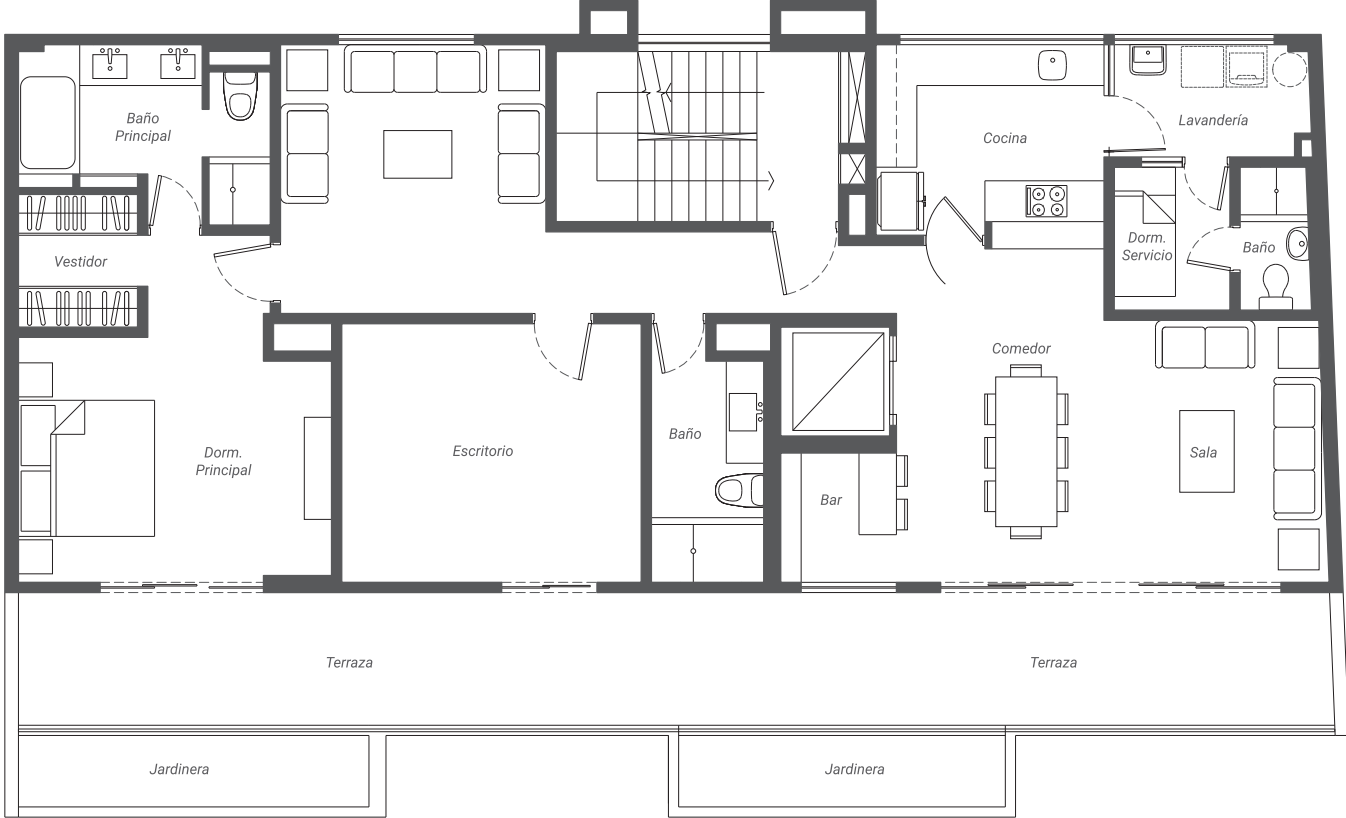 Baño
Principal
Cocina
Lavandería
Vestidor
Dorm.
Servicio
Baño
Comedor
Dorm.
Principal
Escritorio
Baño
Bar
Sala
Terraza
Terraza
Jardinera
Jardinera